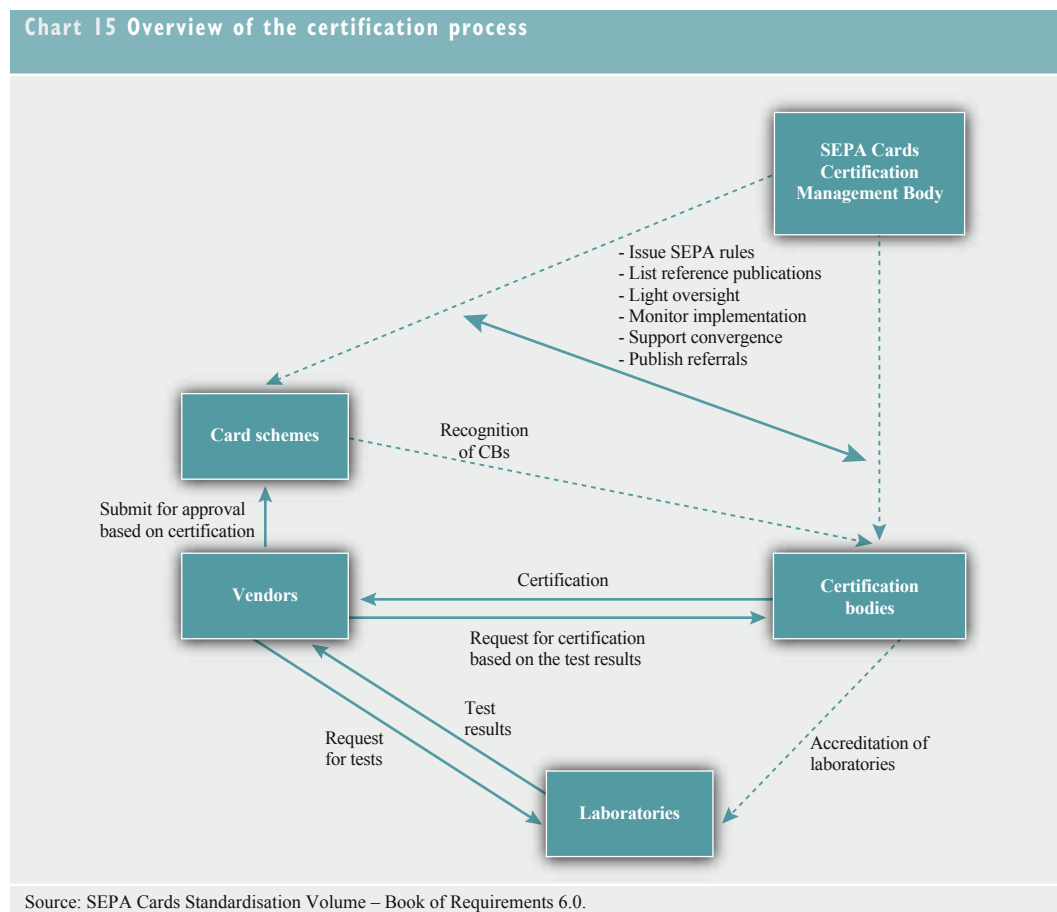 Chart 15 Overview of the certification process
SEPA Cards
Certification
Management Body
- Issue SEPA rules
- List reference publications
- Light oversight
- Monitor implementation
- Support convergence
- Publish referrals
Card schemes
Recognition
of CBs
Submit for approval
based on certification
Vendors
Certification
Certification
bodies
Request for certification
based on the test results
Test
results
Request
for tests
Accreditation of
laboratories
Laboratories
Source: SEPA Cards Standardisation Volume – Book of Requirements 6.0.